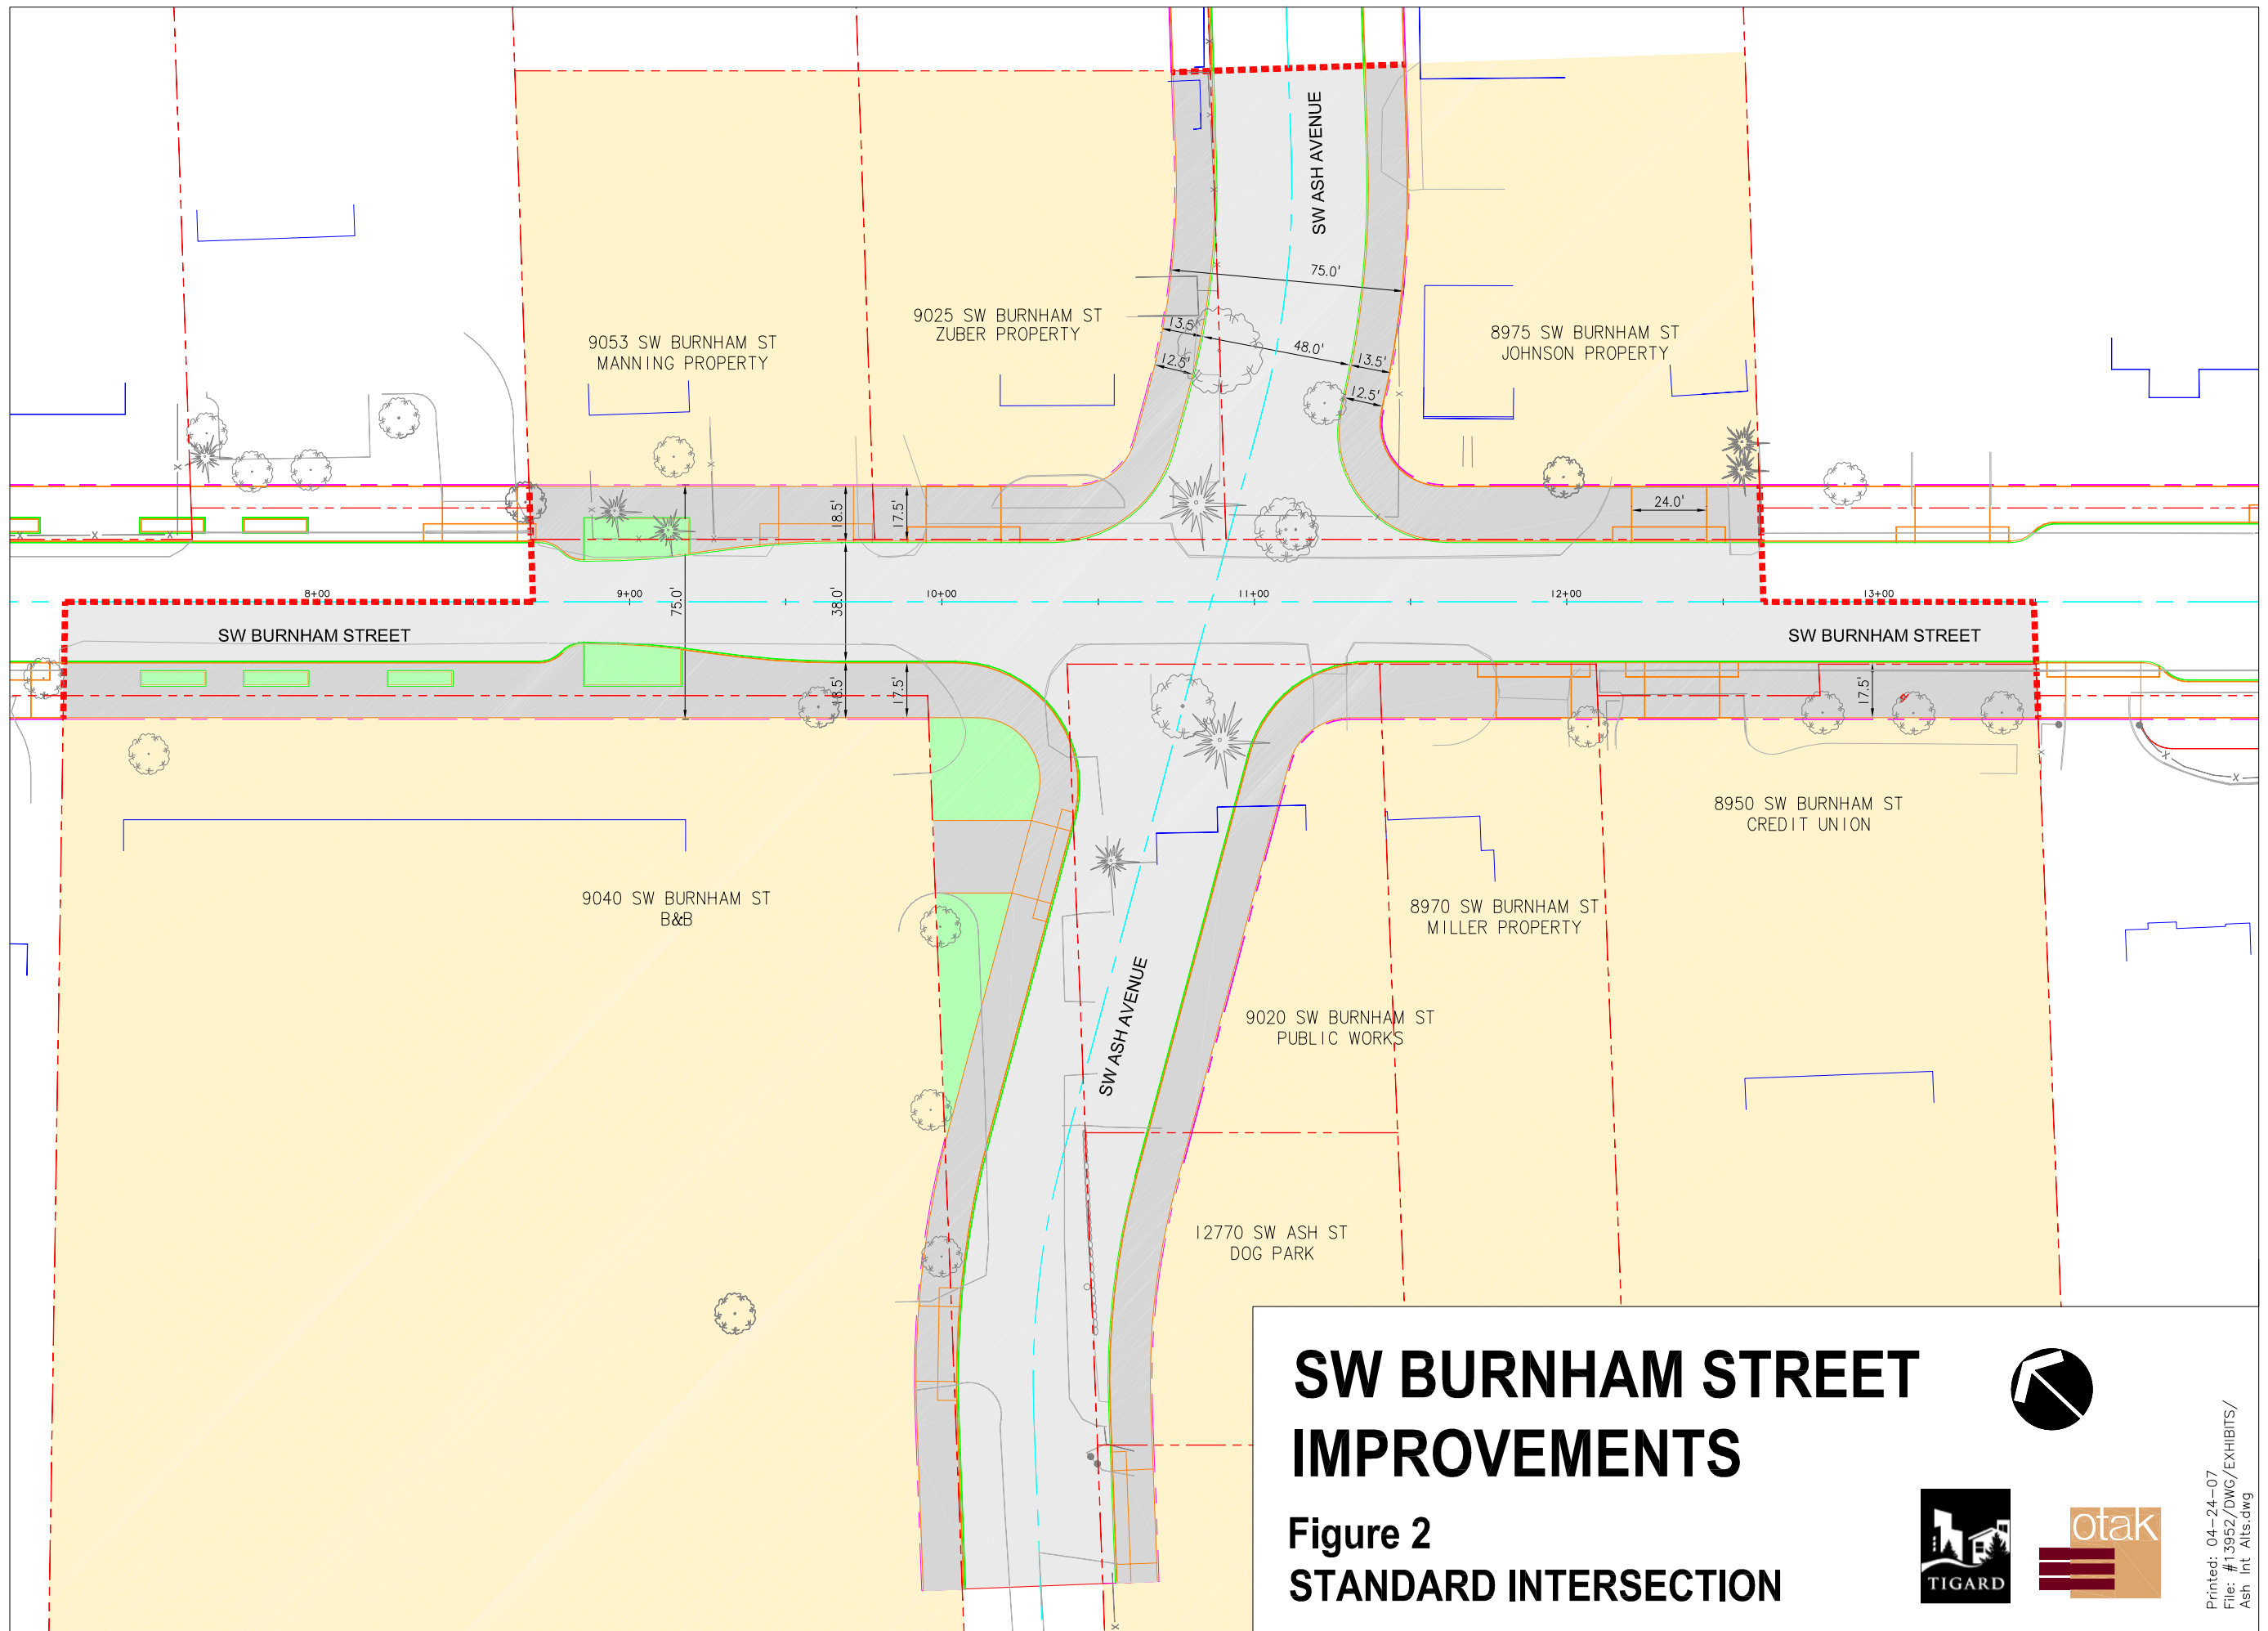 SW ASH AVENUE
75.0'
9025 SW BURNHAM ST
ZUBER PROPERTY
9053 SW BURNHAM ST
MANNING PROPERTY
8975 SW BURNHAM ST
JOHNSON PROPERTY
13.5'
48.0'
13.5'
12.5'
12.5'
18.5'
17.5'
24.0'
8+00
9+00
10+00
11+00
12+00
13+00
75.0'
38.0'
SW BURNHAM STREET
SW BURNHAM STREET
18.5'
17.5'
17.5'
8950 SW BURNHAM ST
CREDIT UNION
9040 SW BURNHAM ST
B&B
8970 SW BURNHAM ST
MILLER PROPERTY
SW ASH AVENUE
9020 SW BURNHAM ST
PUBLIC WORKS
12770 SW ASH ST
DOG PARK
SW BURNHAM STREET
IMPROVEMENTS
Figure 2
STANDARD INTERSECTION
TIGARD
otak
Printed: 04-24-07
File: #13952/DWG/EXHIBITS/
Ash Int Alts.dwg